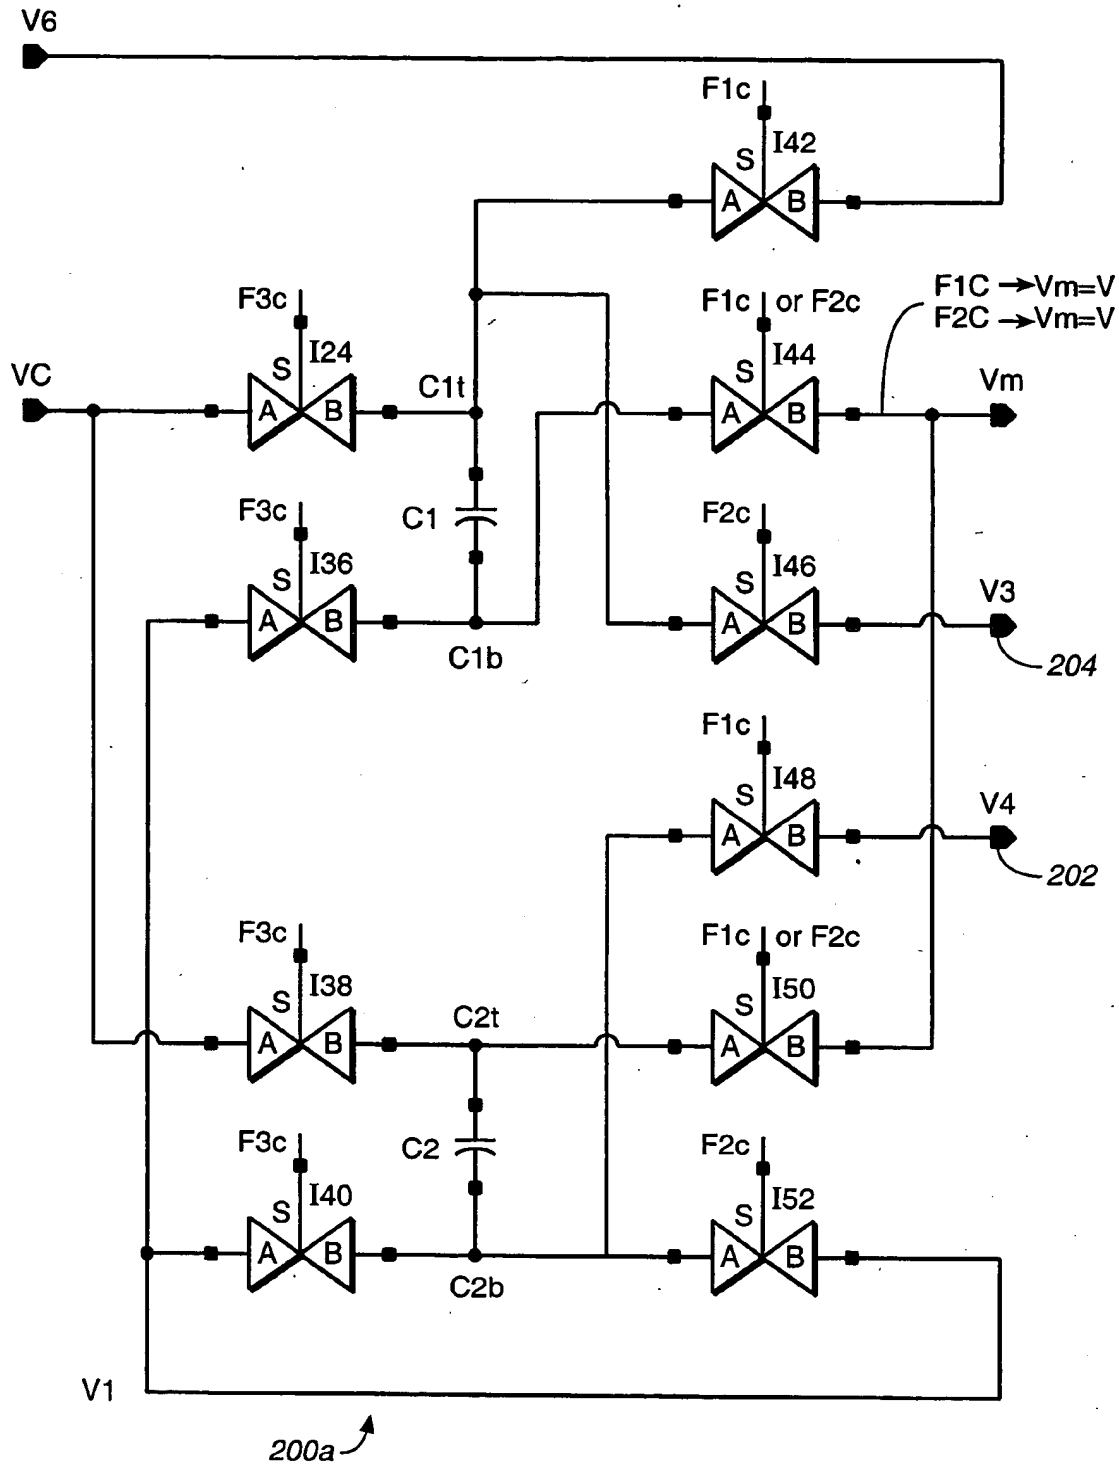 V6
F1c
S I42
A B
F3c
S I24
A B
VC
C1t
F1c or F2c
S I44
A B
F1C →Vm=V
F2C →Vm=V
Vm
F3c
S I36
A B
C1
C1b
F2c
S I46
A B
V3
204
F1c
S I48
A B
V4
202
F3c
S I38
A B
C2t
F1c or F2c
S I50
A B
F3c
S I40
A B
C2
C2b
F2c
S I52
A B
V1
200a